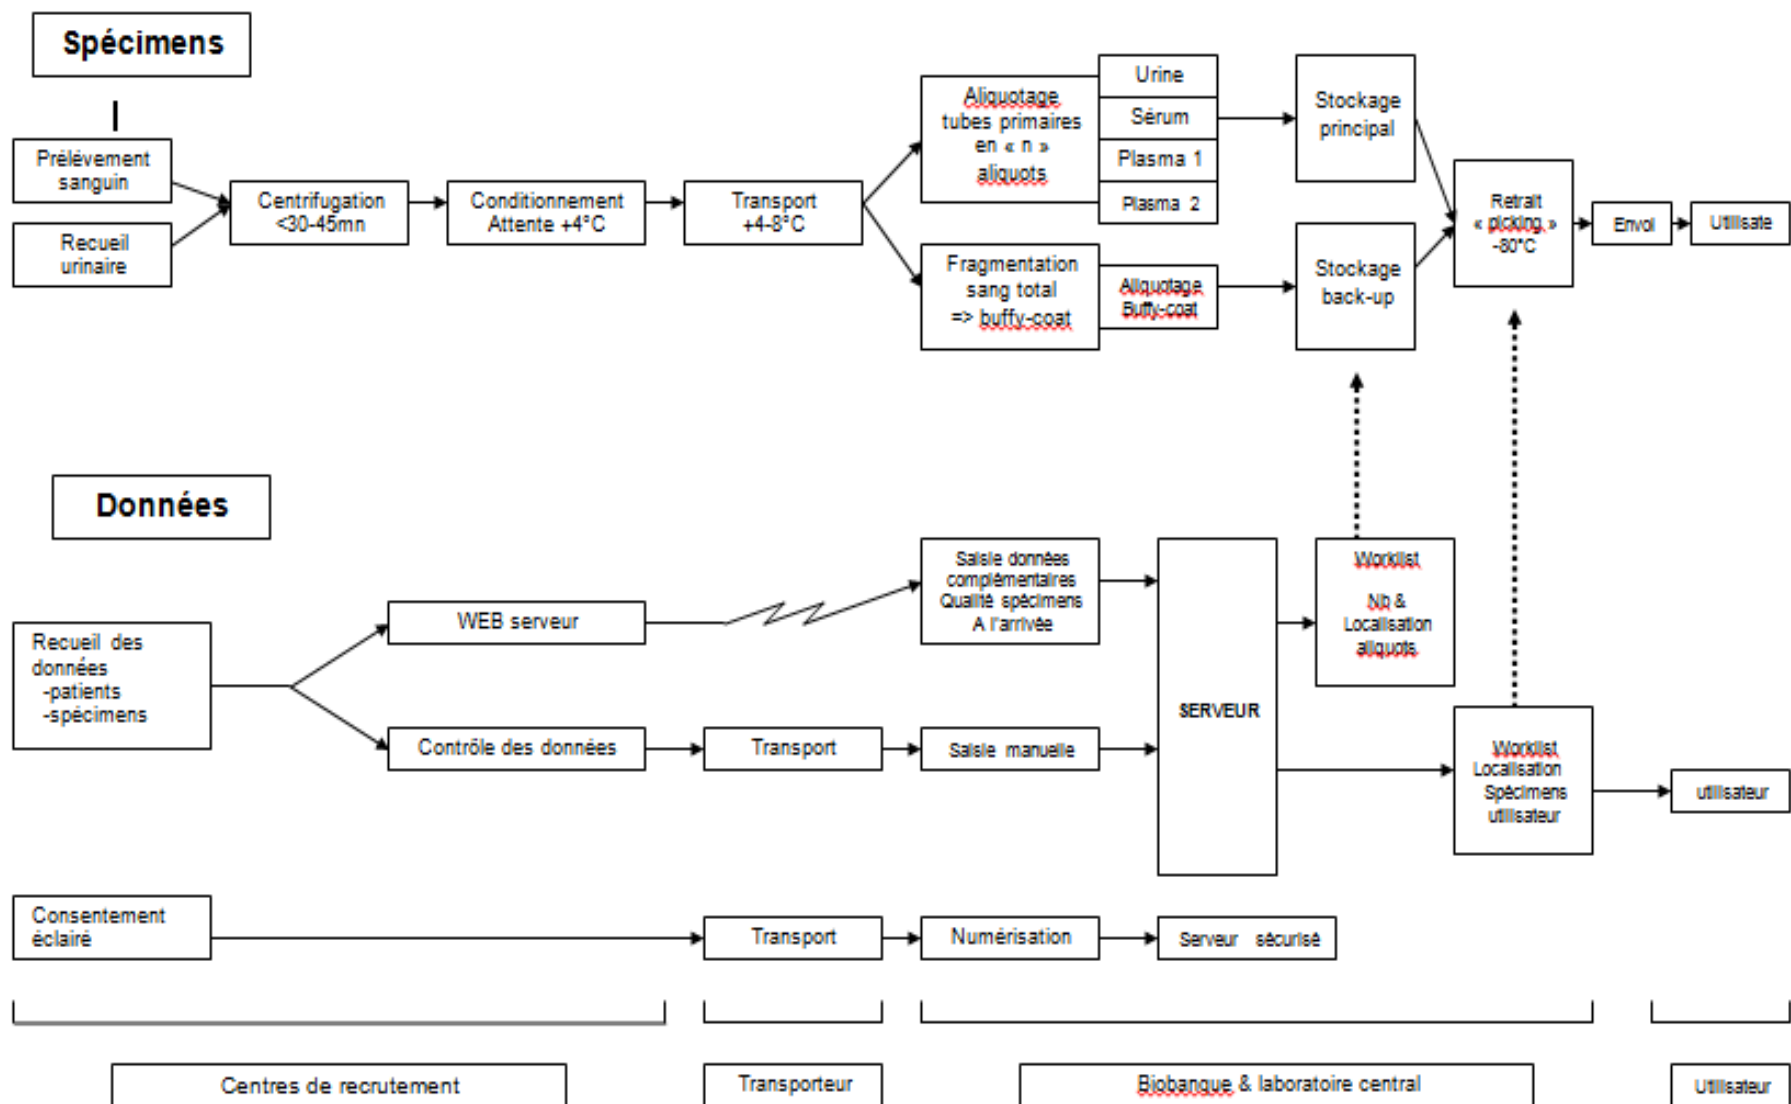 Spécimens
Prélèvement
sanguin
Recueil
urinaire
Centrifugation
<30-45mn
Conditionnement
Attente +4°C
Transport
+4-8°C
Aliquotage
tubes primaires
en « n »
aliquots
Urine
Sérum
Plasma 1
Plasma 2
Fragmentation
sang total
=> buffy-coat
Aliquotage
Buffy-coat
Stockage
principal
Stockage
back-up
Retrait
« picking »
-80°C
Envoi
Utilisate
Données
Recueil des
données
-patients
-spécimens
WEB serveur
Contrôle des données
Transport
Saisie données
complémentaires
Qualité spécimens
A l'arrivée
Saisie manuelle
SERVEUR
Worklist
Nb &
Localisation
aliquots
Worklist
Localisation
Spécimens
utilisateur
utilisateur
Consentement
éclairé
Transport
Numérisation
Serveur sécurisé
Centres de recrutement
Transporteur
Biobanque & laboratoire central
Utilisateur